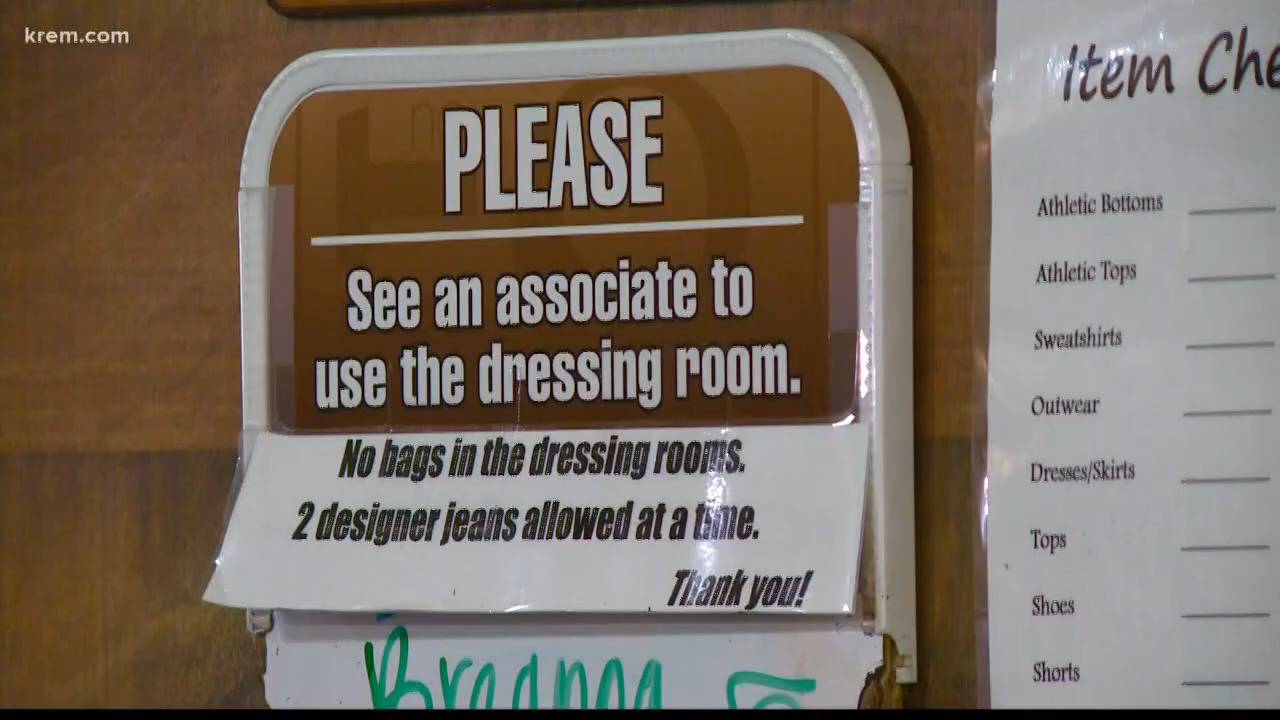 krem.com
PLEASE
See an associate to
use the dressing room.
No bags in the dressing rooms.
2 designer jeans allowed at a time.
Thank you!
Breanna
Item Che
Athletic Bottoms
Athletic Tops
Sweatshirts
Outwear
Dresses/Skirts
Tops
Shoes
Shorts